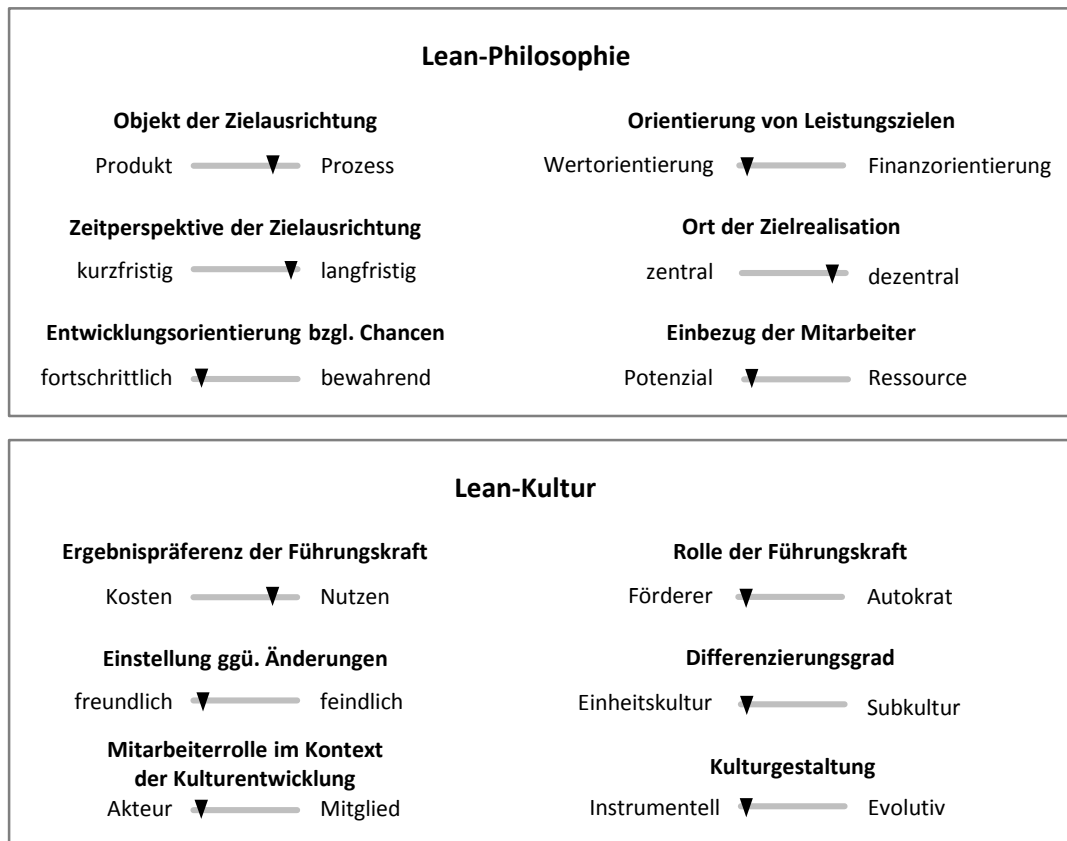 Lean-Philosophie
Objekt der Zielausrichtung
Produkt Prozess
Orientierung von Leistungszielen
Wertorientierung Finanzorientierung
Zeitperspektive der Zielausrichtung
kurzfristig langfristig
Ort der Zielrealisation
zentral dezentral
Entwicklungsorientierung bzgl. Chancen
fortschrittlich bewahrend
Einbezug der Mitarbeiter
Potenzial Ressource
Lean-Kultur
Ergebnispräferenz der Führungskraft
Kosten Nutzen
Rolle der Führungskraft
Förderer Autokrat
Einstellung ggü. Änderungen
freundlich feindlich
Differenzierungsgrad
Einheitskultur Subkultur
Mitarbeiterrolle im Kontext
der Kulturentwicklung
Akteur Mitglied
Kulturgestaltung
Instrumentell Evolutiv